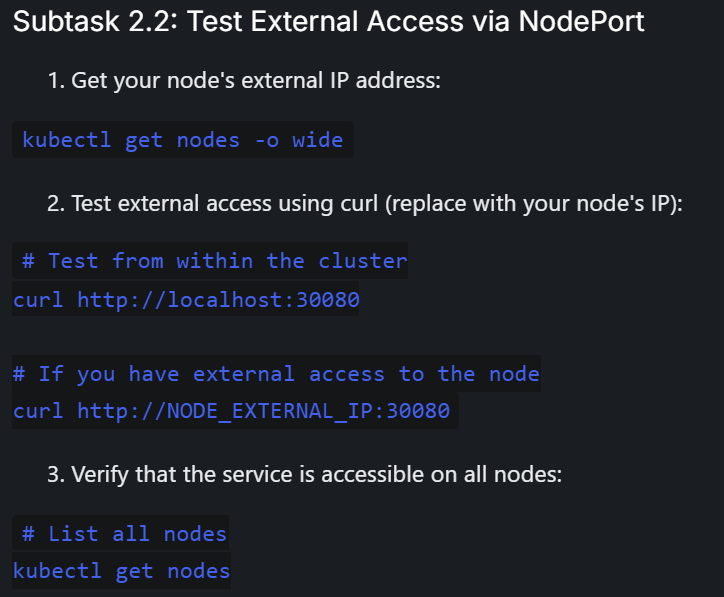 Subtask 2.2: Test External Access via NodePort
1. Get your node's external IP address:
kubectl get nodes -o wide
2. Test external access using curl (replace with your node's IP):
# Test from within the cluster
curl http://localhost:30080
# If you have external access to the node
curl http://NODE_EXTERNAL_IP:30080
3. Verify that the service is accessible on all nodes:
# List all nodes
kubectl get nodes